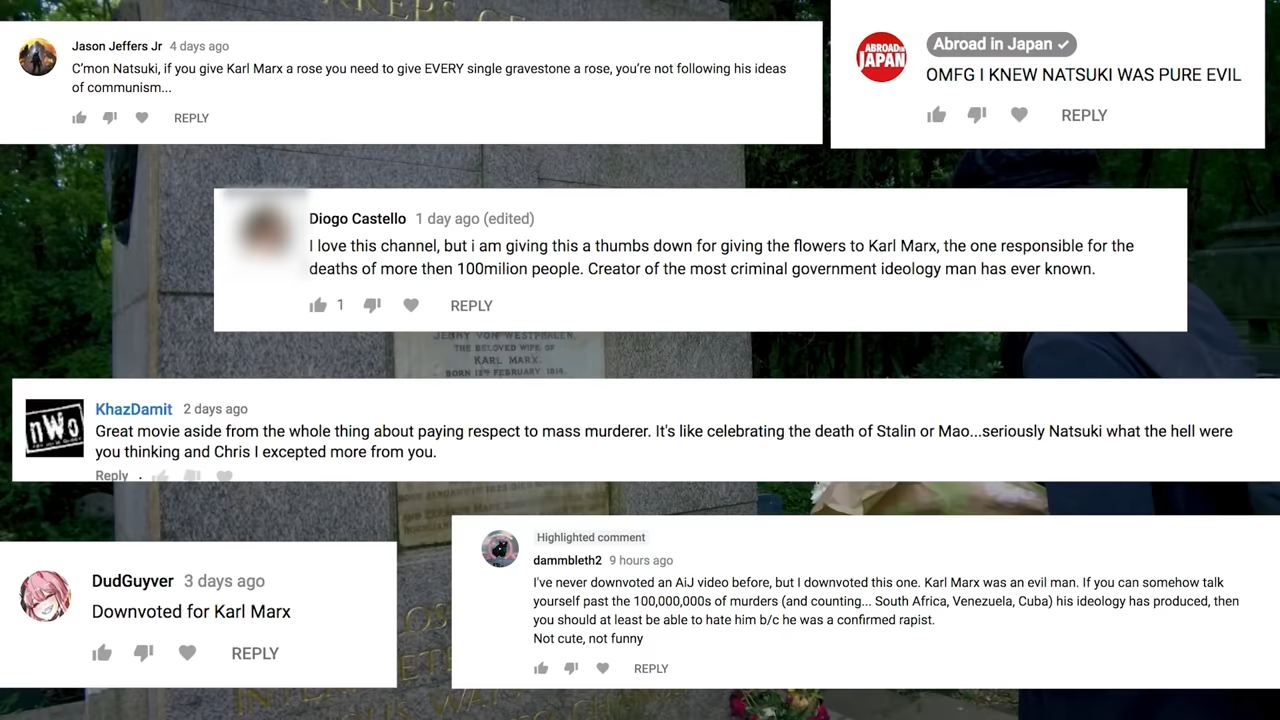 Jason Jeffers Jr 4 days ago
C'mon Natsuki, if you give Karl Marx a rose you need to give EVERY single gravestone a rose, you're not following his ideas
of communism...
REPLY
ABROAD IN
JAPAN
Abroad in Japan
OMFG I KNEW NATSUKI WAS PURE EVIL
REPLY
Diogo Castello 1 day ago (edited)
I love this channel, but i am giving this a thumbs down for giving the flowers to Karl Marx, the one responsible for the
deaths of more then 100milion people. Creator of the most criminal government ideology man has ever known.
1 REPLY
JENNY VON WESTPHALEN,
THE BELOVED WIFE OF
KARL MARX.
BORN 12TH FEBRUARY 1814.
nWo
KhazDamit 2 days ago
Great movie aside from the whole thing about paying respect to mass murderer. It's like celebrating the death of Stalin or Mao...seriously Natsuki what the hell were
you thinking and Chris I excepted more from you.
Reply
DudGuyver 3 days ago
Downvoted for Karl Marx
REPLY
Highlighted comment
dammbleth2 9 hours ago
I've never downvoted an AiJ video before, but I downvoted this one. Karl Marx was an evil man. If you can somehow talk
yourself past the 100,000,000s of murders (and counting... South Africa, Venezuela, Cuba) his ideology has produced, then
you should at least be able to hate him b/c he was a confirmed rapist.
Not cute, not funny
REPLY